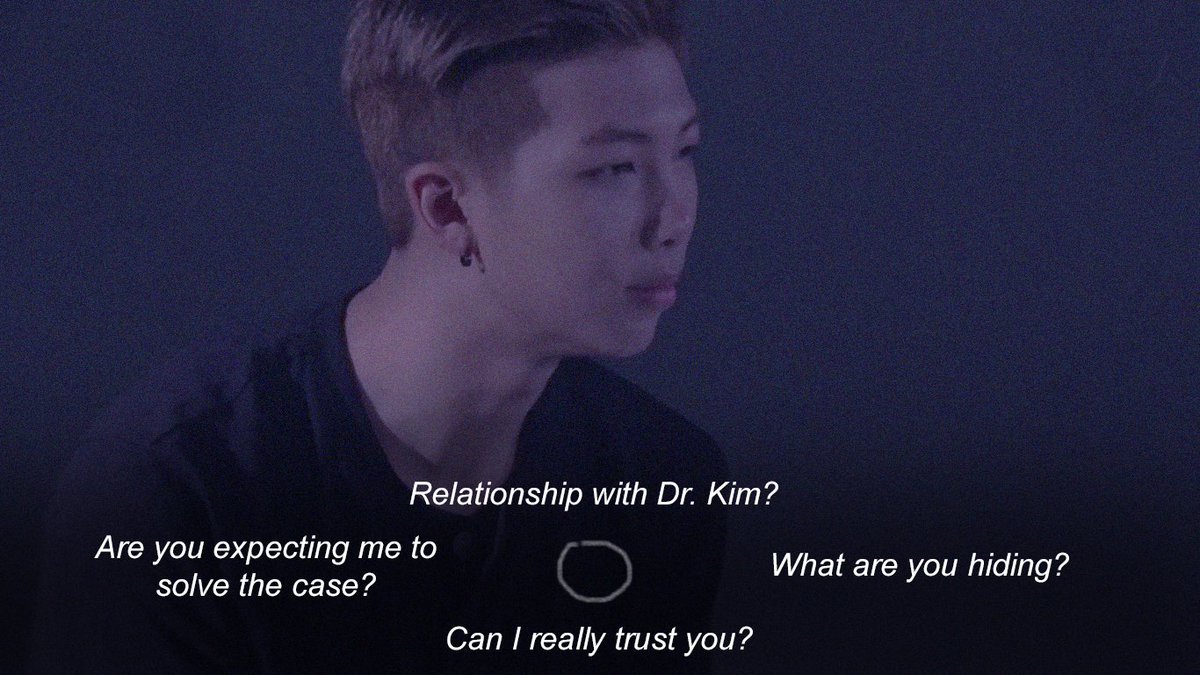 Relationship with Dr. Kim?
Are you expecting me to
solve the case?
What are you hiding?
Can I really trust you?